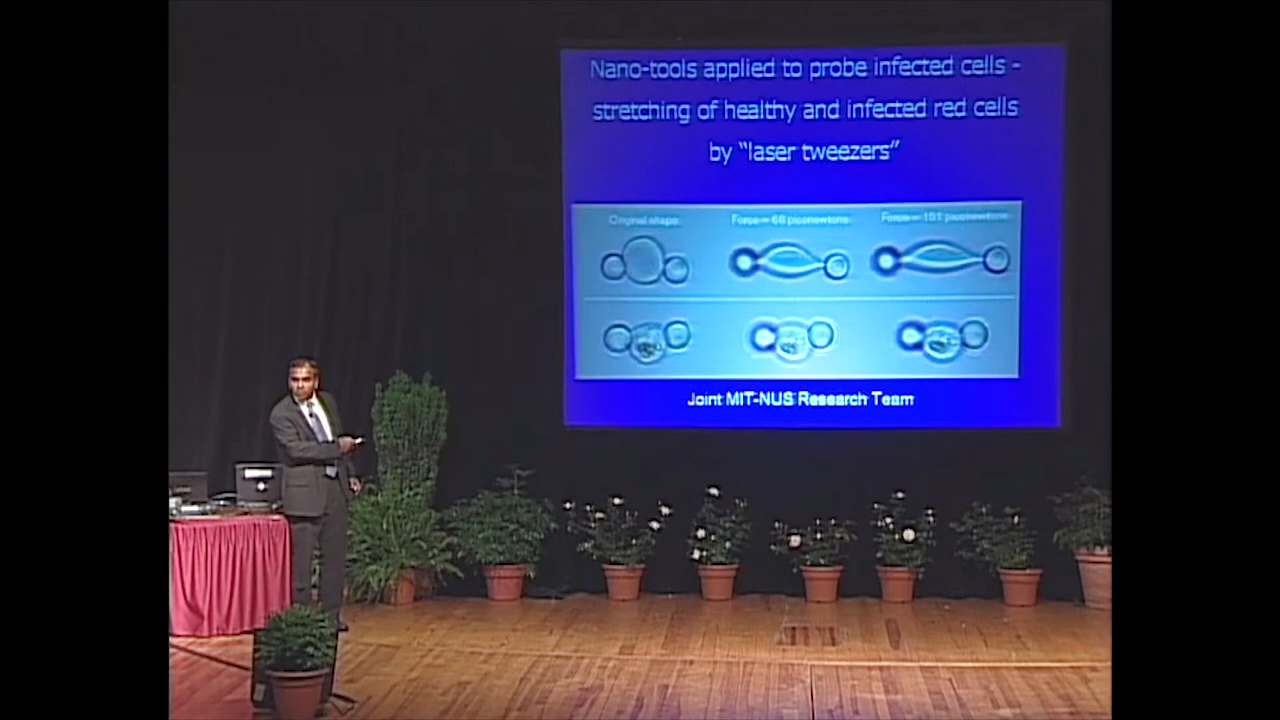 Nano-tools applied to probe infected cells -
stretching of healthy and infected red cells
by “laser tweezers”
Original shape Force = 68 piconewtons Force = 151 piconewtons
Joint MIT-NUS Research Team